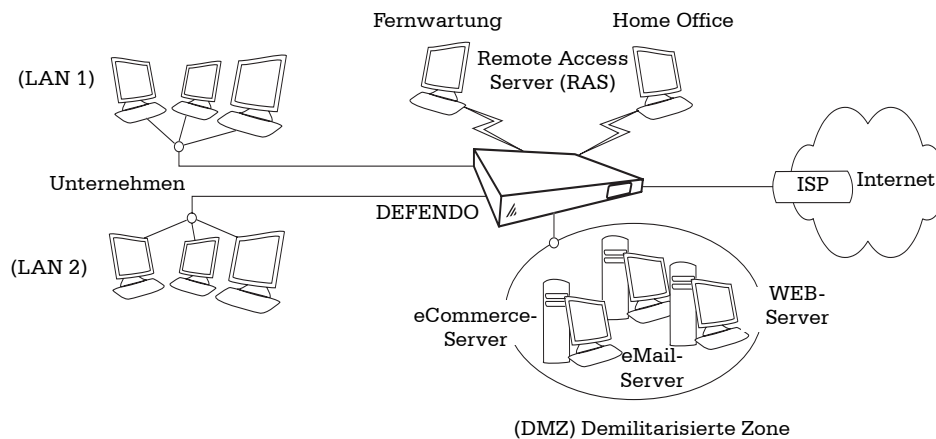 Fernwartung
Home Office
(LAN 1)
Remote Access
Server (RAS)
Unternehmen
ISP
Internet
DEFENDO
(LAN 2)
eCommerce-
Server
WEB-
Server
eMail-
Server
(DMZ) Demilitarisierte Zone